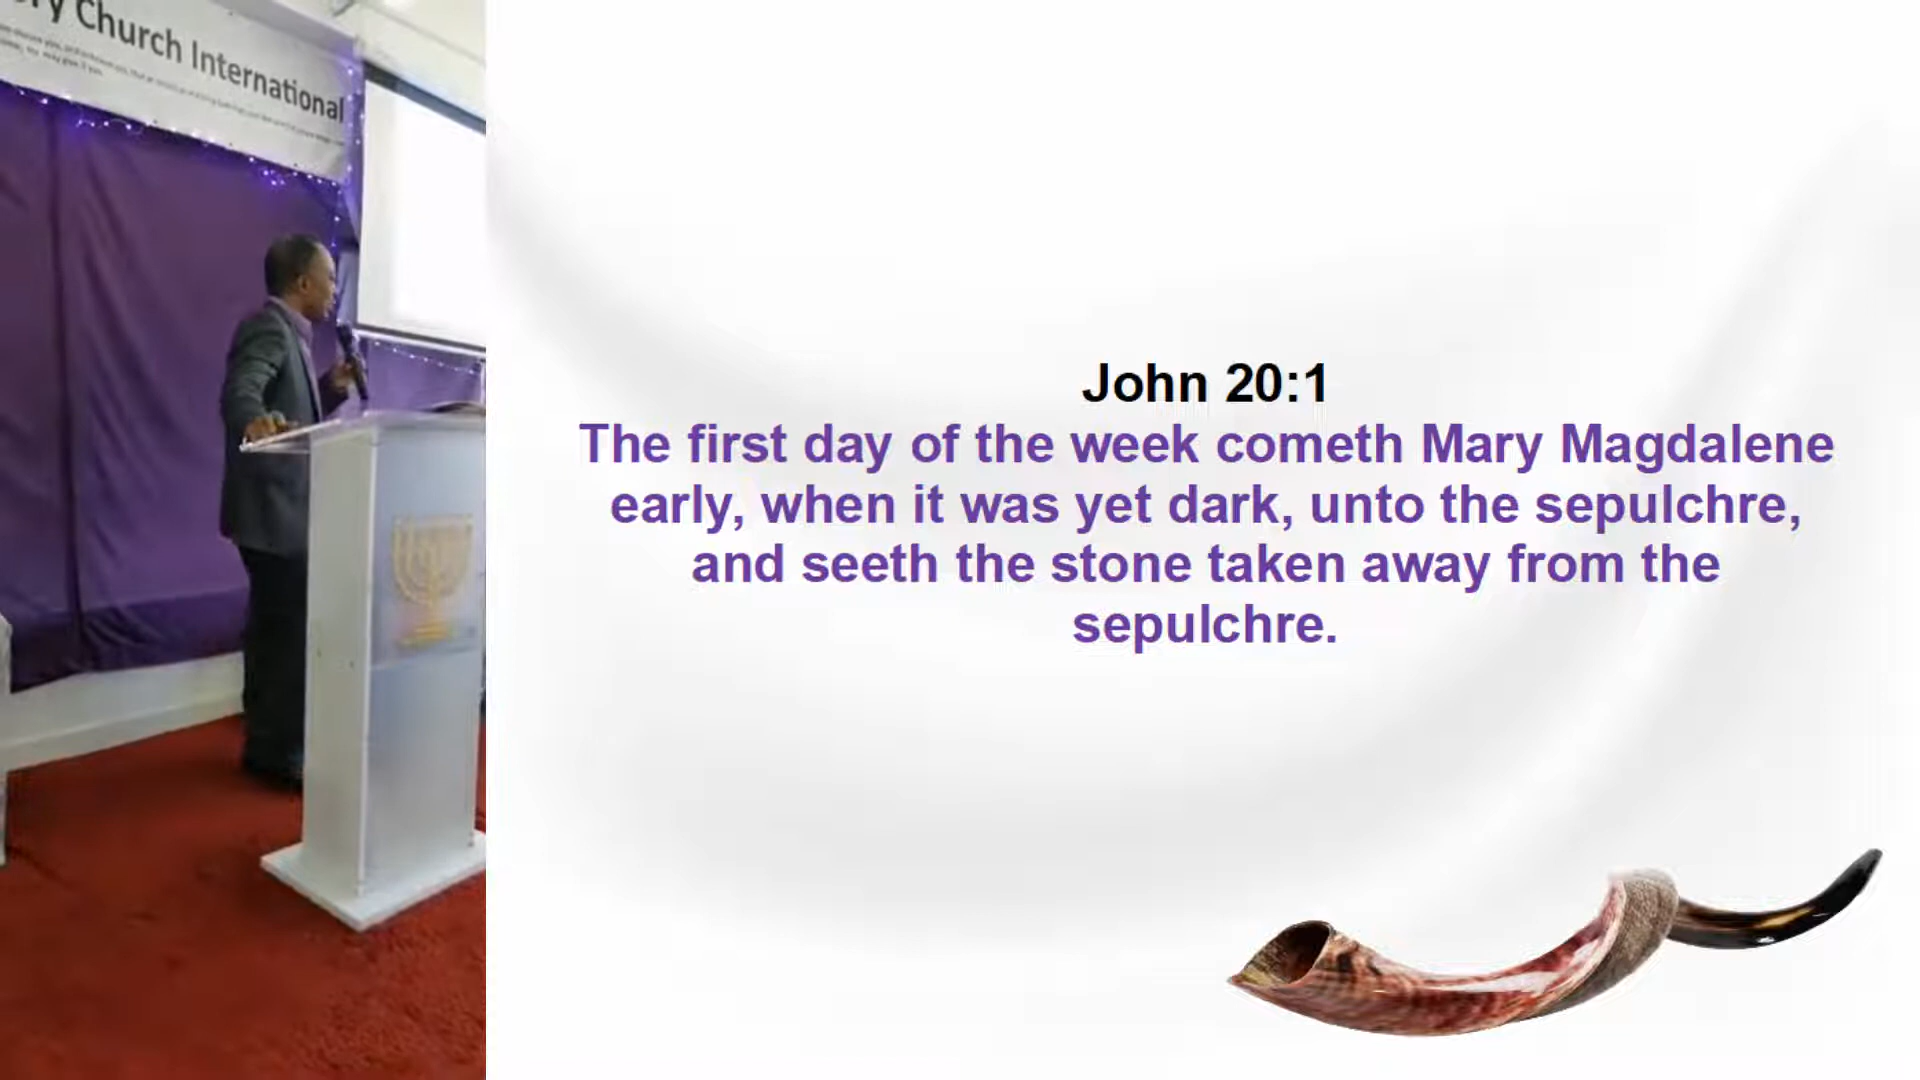 ry Church International
John 20:1
The first day of the week cometh Mary Magdalene
early, when it was yet dark, unto the sepulchre,
and seeth the stone taken away from the
sepulchre.